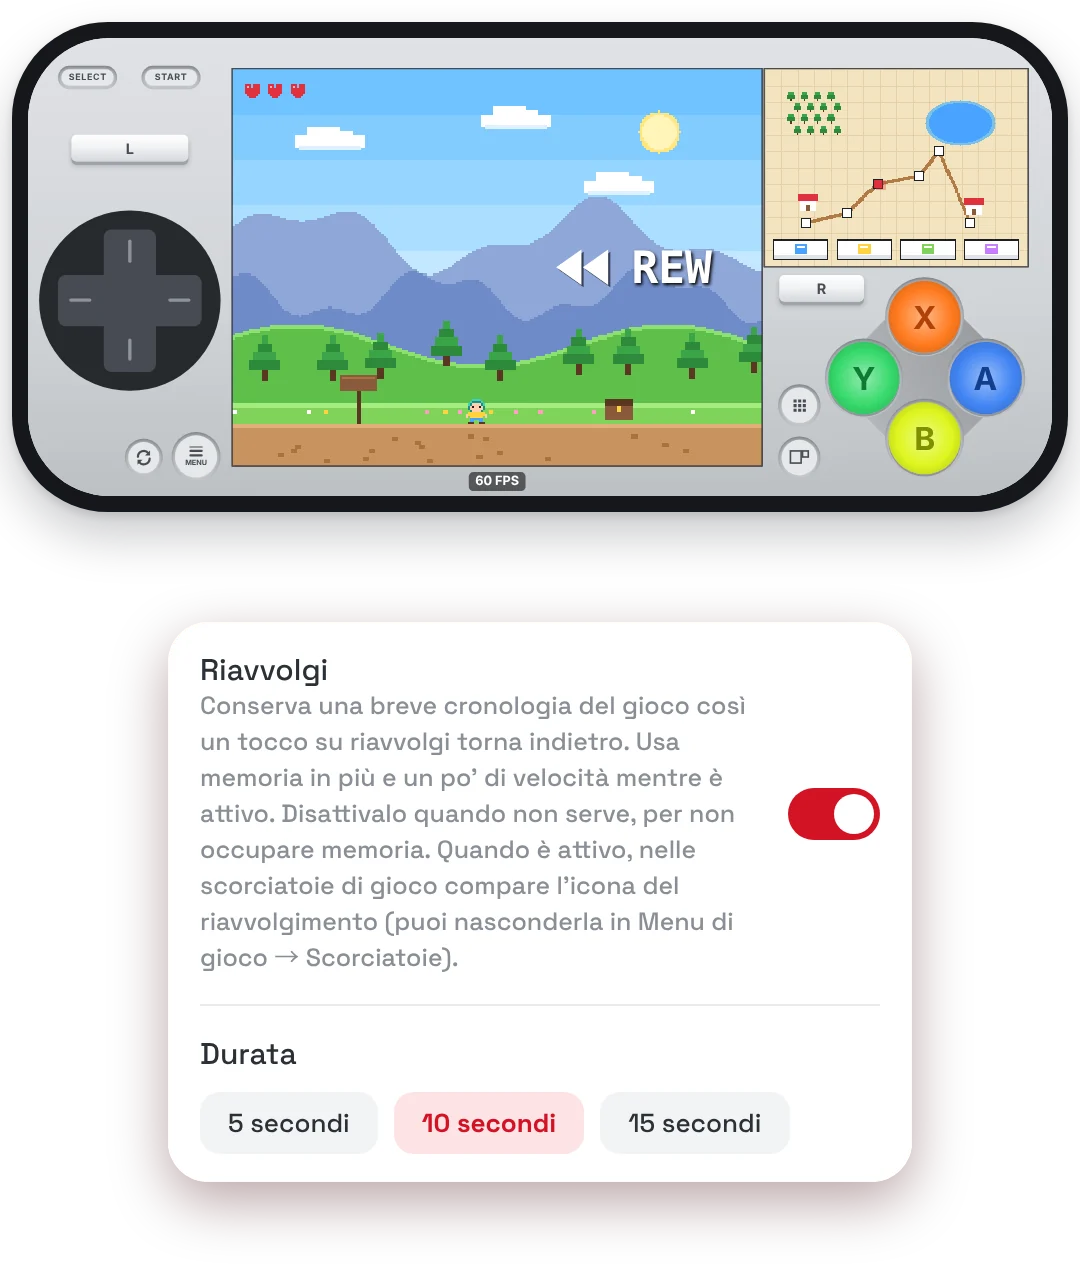 SELECT
START
L
REW
R
X
Y
A
B
MENU
60 FPS
Riavvolgi
Conserva una breve cronologia del gioco così
un tocco su riavvolgi torna indietro. Usa
memoria in più e un po’ di velocità mentre è
attivo. Disattivalo quando non serve, per non
occupare memoria. Quando è attivo, nelle
scorciatoie di gioco compare l’icona del
riavvolgimento (puoi nasconderla in Menu di
gioco → Scorciatoie).
Durata
5 secondi
10 secondi
15 secondi